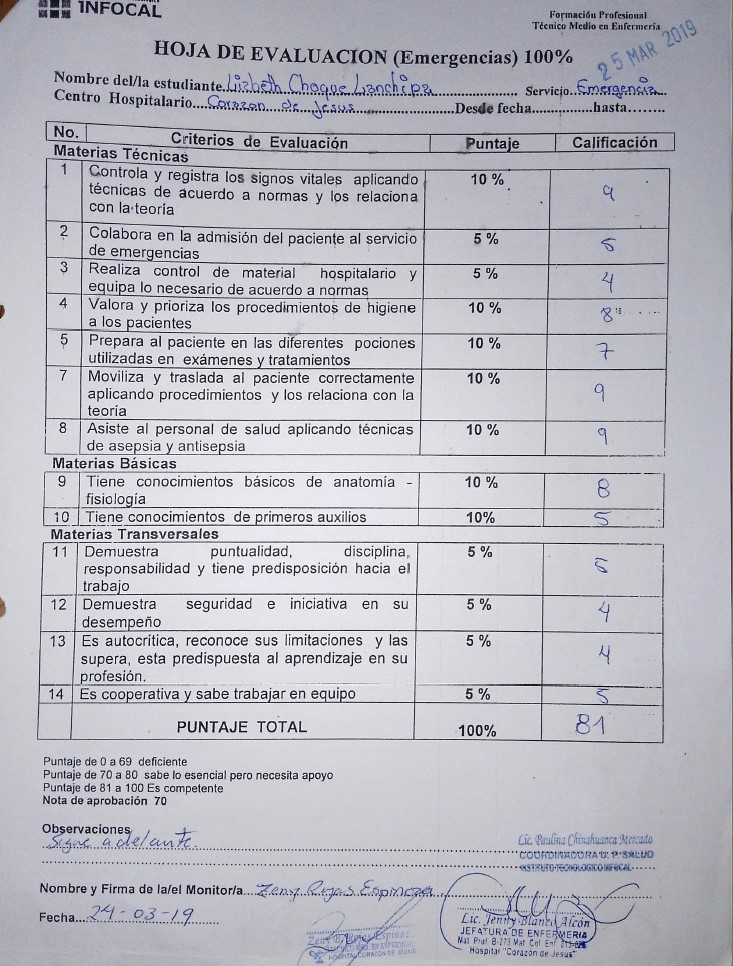 INFOCAL
Formación Profesional
Técnico Medio en Enfermería
25 MAR 2019
HOJA DE EVALUACION (Emergencias) 100%
Nombre del/la estudiante. Lizbeth Choque Lanchipa Servicio. Emergencia
Centro Hospitalario.... Corazon de Jesus Desde fecha.............hasta........
No. Criterios de Evaluación Puntaje Calificación
Materias Técnicas
1 Controla y registra los signos vitales aplicando 10 % 9
técnicas de acuerdo a normas y los relaciona
con la teoría
2 Colabora en la admisión del paciente al servicio 5 % 5
de emergencias
3 Realiza control de material hospitalario y 5 % 4
equipa lo necesario de acuerdo a normas
4 Valora y prioriza los procedimientos de higiene 10 % 8
a los pacientes
5 Prepara al paciente en las diferentes pociones 10 % 7
utilizadas en exámenes y tratamientos
7 Moviliza y traslada al paciente correctamente 10 % 9
aplicando procedimientos y los relaciona con la
teoría
8 Asiste al personal de salud aplicando técnicas 10 % 9
de asepsia y antisepsia
Materias Básicas
9 Tiene conocimientos básicos de anatomía - 10 % 8
fisiología
10 Tiene conocimientos de primeros auxilios 10% 5
Materias Transversales
11 Demuestra puntualidad, disciplina, 5 % 5
responsabilidad y tiene predisposición hacia el
trabajo
12 Demuestra seguridad e iniciativa en su 5 % 4
desempeño
13 Es autocrítica, reconoce sus limitaciones y las 5 % 4
supera, esta predispuesta al aprendizaje en su
profesión.
14 Es cooperativa y sabe trabajar en equipo 5 % 5
PUNTAJE TOTAL 100% 81
Puntaje de 0 a 69 deficiente
Puntaje de 70 a 80 sabe lo esencial pero necesita apoyo
Puntaje de 81 a 100 Es competente
Nota de aprobación 70
Observaciones
Sigue adelante.
Lic. Paulina Chinahuanca Mercado
COORDINADORA U. P. SALUD
INSTITUTO TECNOLOGICO INFOCAL
Nombre y Firma de la/el Monitor/a... Zeny Rojas Espinoza
Fecha... 24-03-19
Zeny B. Rojas Espinoza
HOSPITAL CORAZON DE JESUS
Lic. Jenny Blanco Alcón
JEFATURA DE ENFERMERIA
Mat. Prof. B-273 Mat. Col. Enf.
Hospital "Corazón de Jesus"